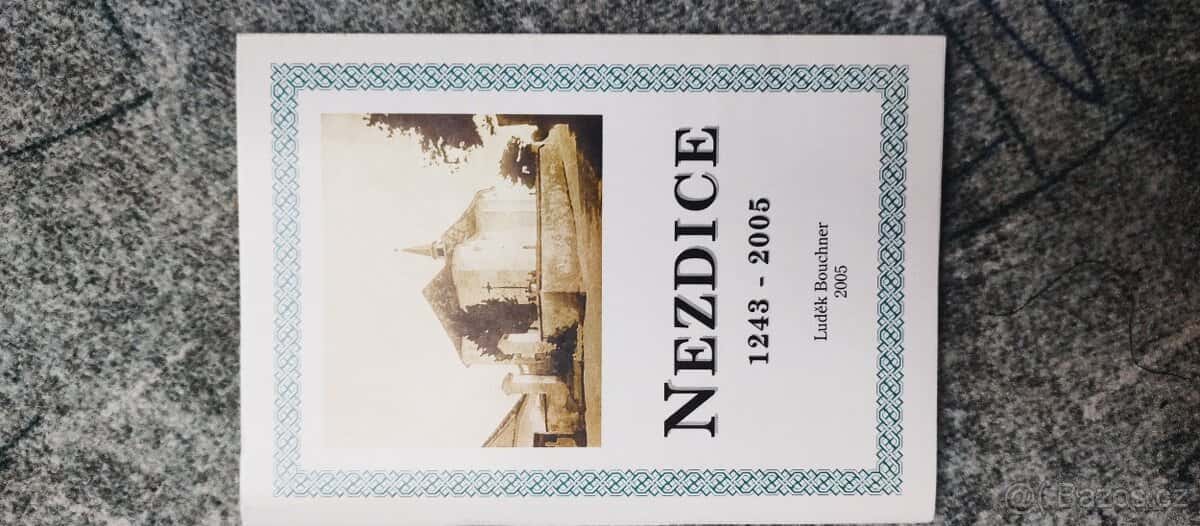 NEZDICE
1243 - 2005
Luděk Bouchner
2005
Bazos.cz